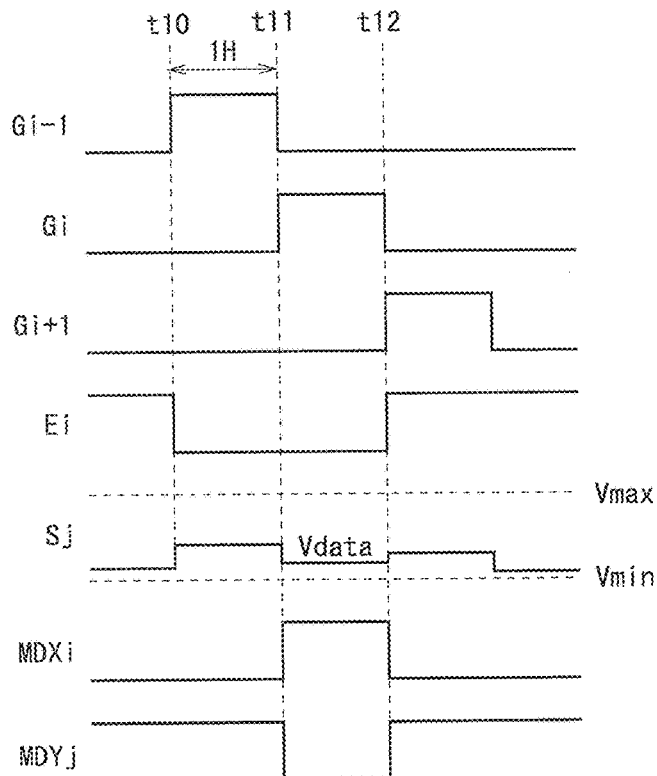 t10 t11 t12
1H
Gi-1
Gi
Gi+1
Ei
Vmax
Sj
Vdata
Vmin
MDXi
MDYj